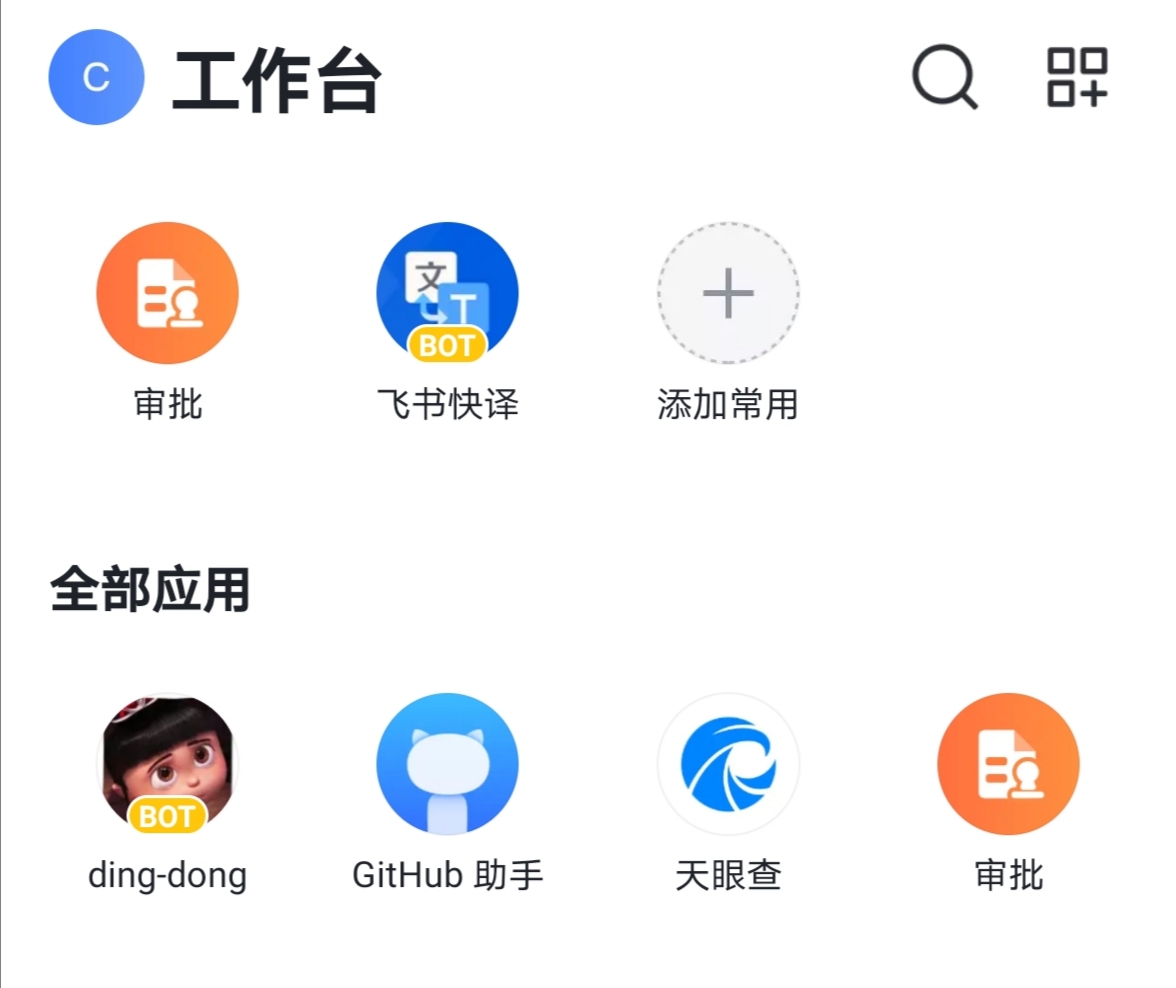 C 工作台
文
T
BOT
审批 飞书快译 添加常用
全部应用
BOT
ding-dong GitHub 助手 天眼查 审批